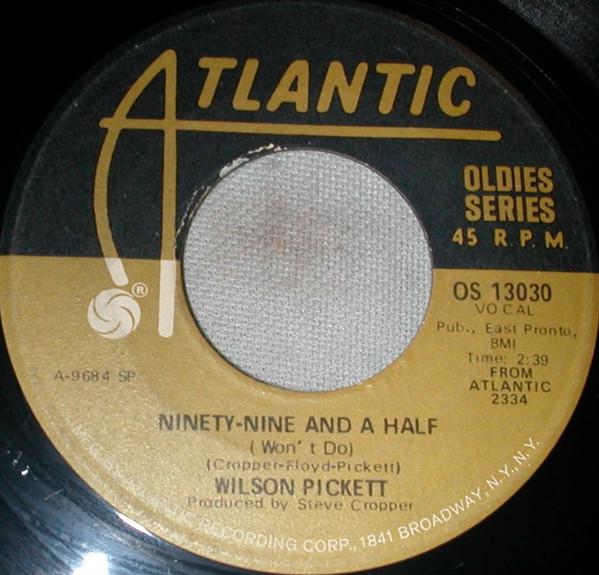 ATLANTIC
OLDIES
SERIES
45 R.P.M.
®
OS 13030
VOCAL
Pub., East Pronto,
BMI
Time: 2:39
FROM
ATLANTIC
2334
A-9684 SP
NINETY-NINE AND A HALF
(Won't Do)
(Cropper-Floyd-Pickett)
WILSON PICKETT
Produced by Steve Cropper
RECORDING CORP., 1841 BROADWAY, N.Y., N.Y.